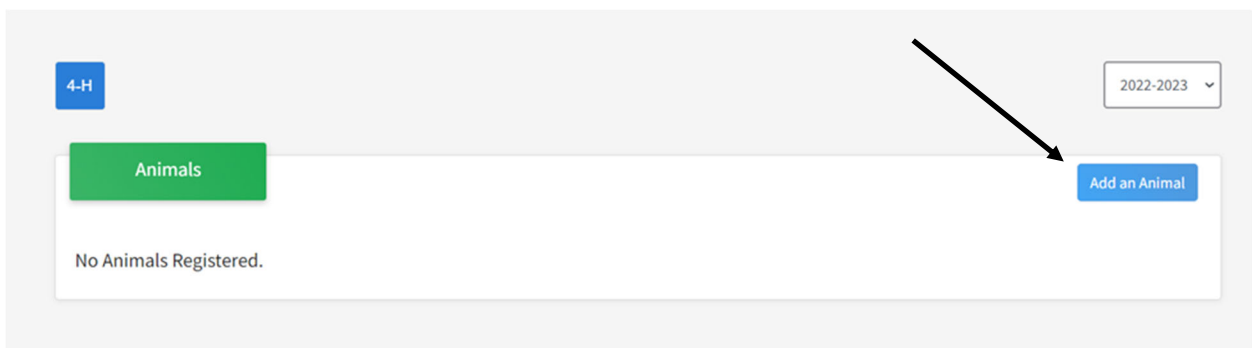 4-H
2022-2023
Animals
Add an Animal
No Animals Registered.